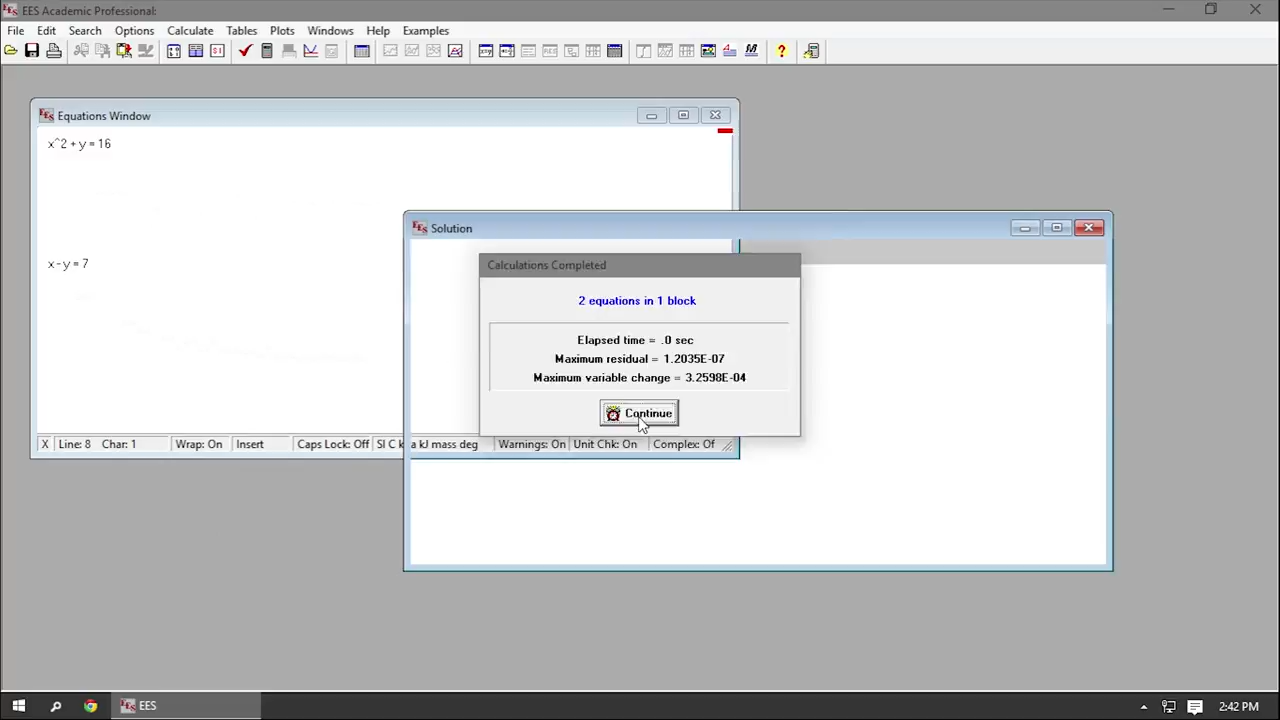 EES Academic Professional:
File Edit Search Options Calculate Tables Plots Windows Help Examples
Equations Window
x^2 + y = 16
x - y = 7
Solution
Calculations Completed
2 equations in 1 block
Elapsed time = .0 sec
Maximum residual = 1.2035E-07
Maximum variable change = 3.2598E-04
Continue
X Line: 8 Char: 1 Wrap: On Insert Caps Lock: Off SI C kPa kJ mass deg Warnings: On Unit Chk: On Complex: Of
EES
2:42 PM